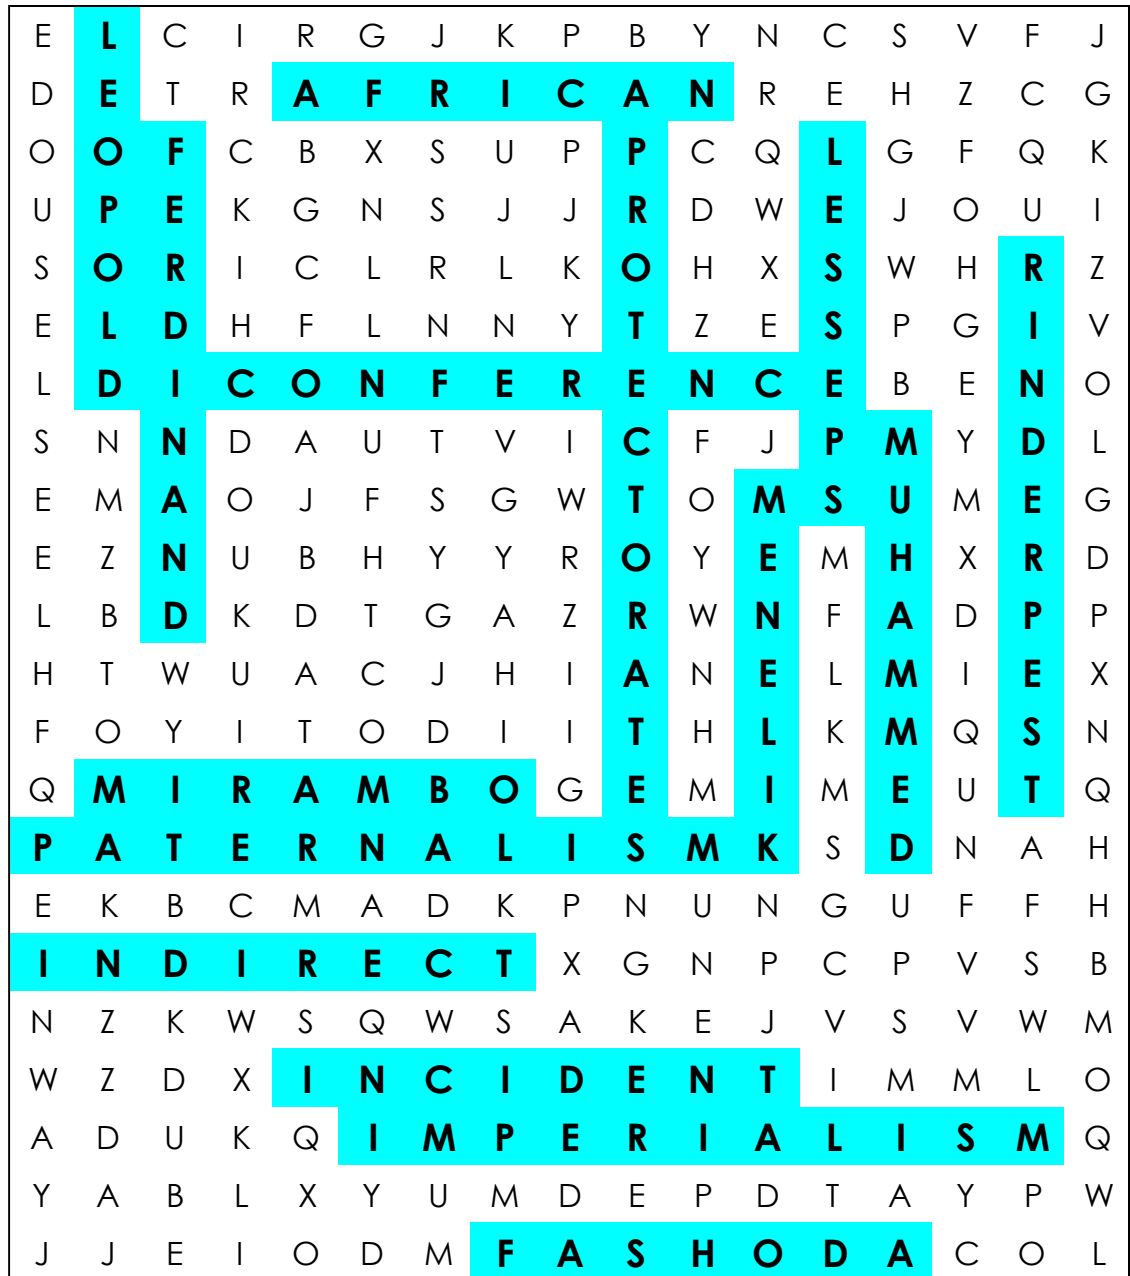 E L C I R G J K P B Y N C S V F J
D E T R A F R I C A N R E H Z C G
O O F C B X S U P P C Q L G F Q K
U P E K G N S J J R D W E J O U I
S O R I C L R L K O H X S W H R Z
E L D H F L N N Y T Z E S P G I V
L D I C O N F E R E N C E B E N O
S N N D A U T V I C F J P M Y D L
E M A O J F S G W T O M S U M E G
E Z N U B H Y Y R O Y E M H X R D
L B D K D T G A Z R W N F A D P P
H T W U A C J H I A N E L M I E X
F O Y I T O D I I T H L K M Q S N
Q M I R A M B O G E M I M E U T Q
P A T E R N A L I S M K S D N A H
E K B C M A D K P N U N G U F F H
I N D I R E C T X G N P C P V S B
N Z K W S Q W S A K E J V S V W M
W Z D X I N C I D E N T I M M L O
A D U K Q I M P E R I A L I S M Q
Y A B L X Y U M D E P D T A Y P W
J J E I O D M F A S H O D A C O L